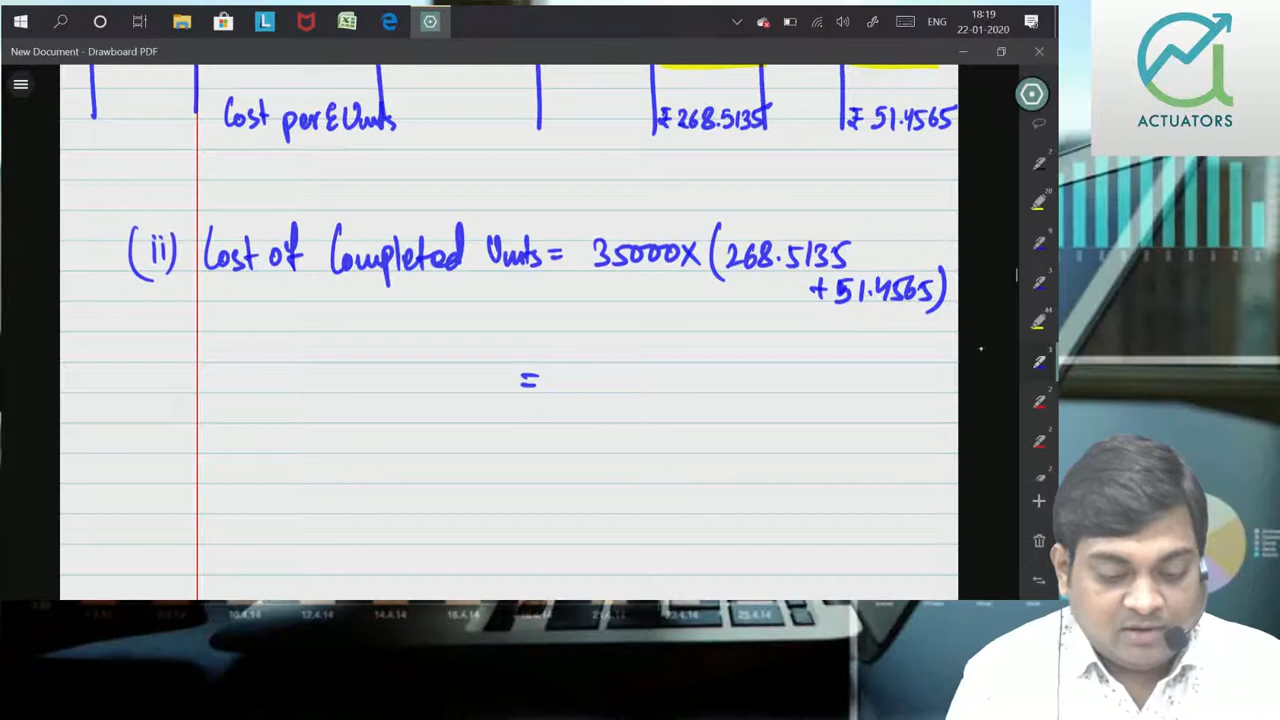 ENG
18:19
22-01-2020
New Document - Drawboard PDF
ACTUATORS
Cost per E Units
₹ 268.5135
₹ 51.4565
(ii) Cost of Completed Units = 35000 x (268.5135
+ 51.4565)
=